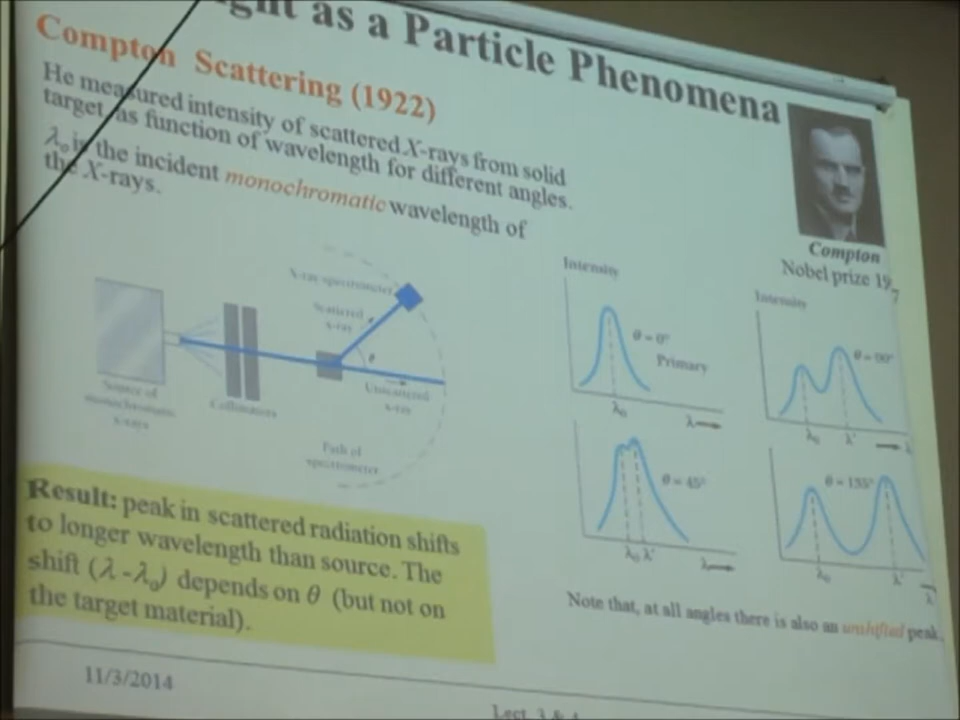 as a Particle Phenomena
Compton Scattering (1922)
He measured intensity of scattered X-rays from solid
target, as function of wavelength for different angles.
λ₀ is the incident monochromatic wavelength of
the X-rays.
Compton
Nobel prize 19
X-ray spectrometer
Scattered
x-ray
θ
Unscattered
x-ray
Source of
monochromatic
x-rays
Collimators
Path of
spectrometer
Intensity
θ = 0°
Primary
λ₀
λ
Intensity
θ = 90°
λ₀ λ'
λ
θ = 45°
λ₀ λ'
λ
θ = 135°
λ₀ λ'
λ
Result: peak in scattered radiation shifts
to longer wavelength than source. The
shift (λ - λ₀) depends on θ (but not on
the target material).
Note that, at all angles there is also an unshifted peak.
11/3/2014
Lect.